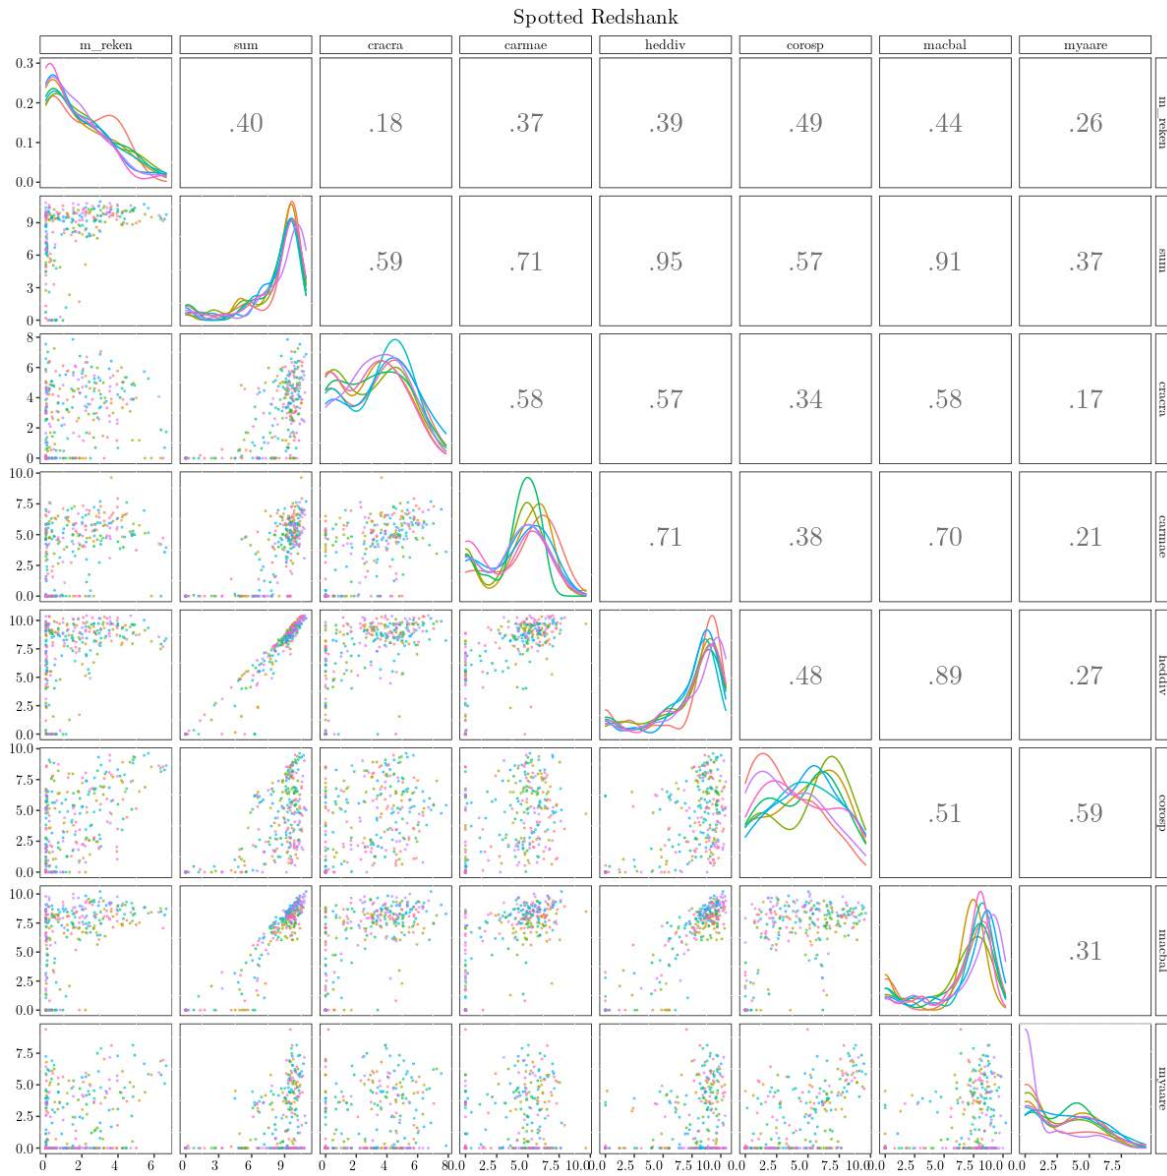 Spotted Redshank
m_reken sum cracra carmae heddiv corosp macbal myaare
0.3
0.2
0.1
0.0
.40 .18 .37 .39 .49 .44 .26
m_reken
9
6
3
0
.59 .71 .95 .57 .91 .37
sum
8
6
4
2
0
.58 .57 .34 .58 .17
cracra
10.0
7.5
5.0
2.5
0.0
.71 .38 .70 .21
carmae
10.0
7.5
5.0
2.5
0.0
.48 .89 .27
heddiv
10.0
7.5
5.0
2.5
0.0
.51 .59
corosp
10.0
7.5
5.0
2.5
0.0
.31
macbal
7.5
5.0
2.5
0.0
myaare
0 2 4 6 0 3 6 9 0 2 4 6 8 0.0 2.5 5.0 7.5 10.0 0.0 2.5 5.0 7.5 10.0 0.0 2.5 5.0 7.5 10.0 0.0 2.5 5.0 7.5 10.0 0.0 2.5 5.0 7.5